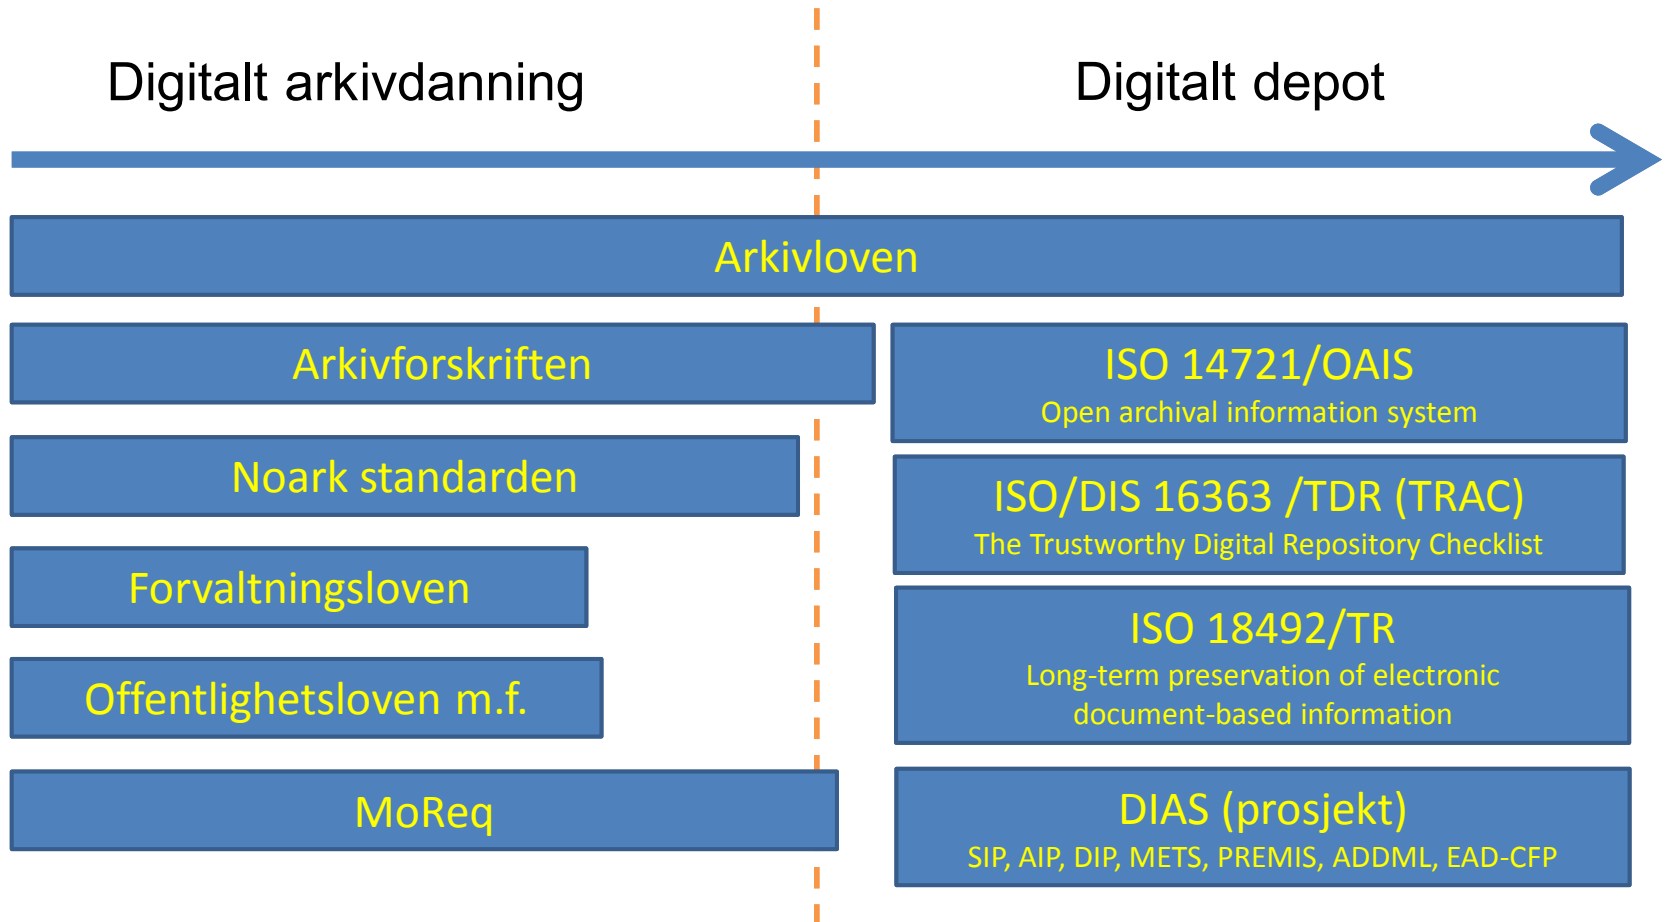 Digitalt arkivdanning
Digitalt depot
Arkivloven
Arkivforskriften
Noark standarden
Forvaltningsloven
Offentlighetsloven m.f.
MoReq
ISO 14721/OAIS
Open archival information system
ISO/DIS 16363 /TDR (TRAC)
The Trustworthy Digital Repository Checklist
ISO 18492/TR
Long-term preservation of electronic
document-based information
DIAS (prosjekt)
SIP, AIP, DIP, METS, PREMIS, ADDML, EAD-CFP